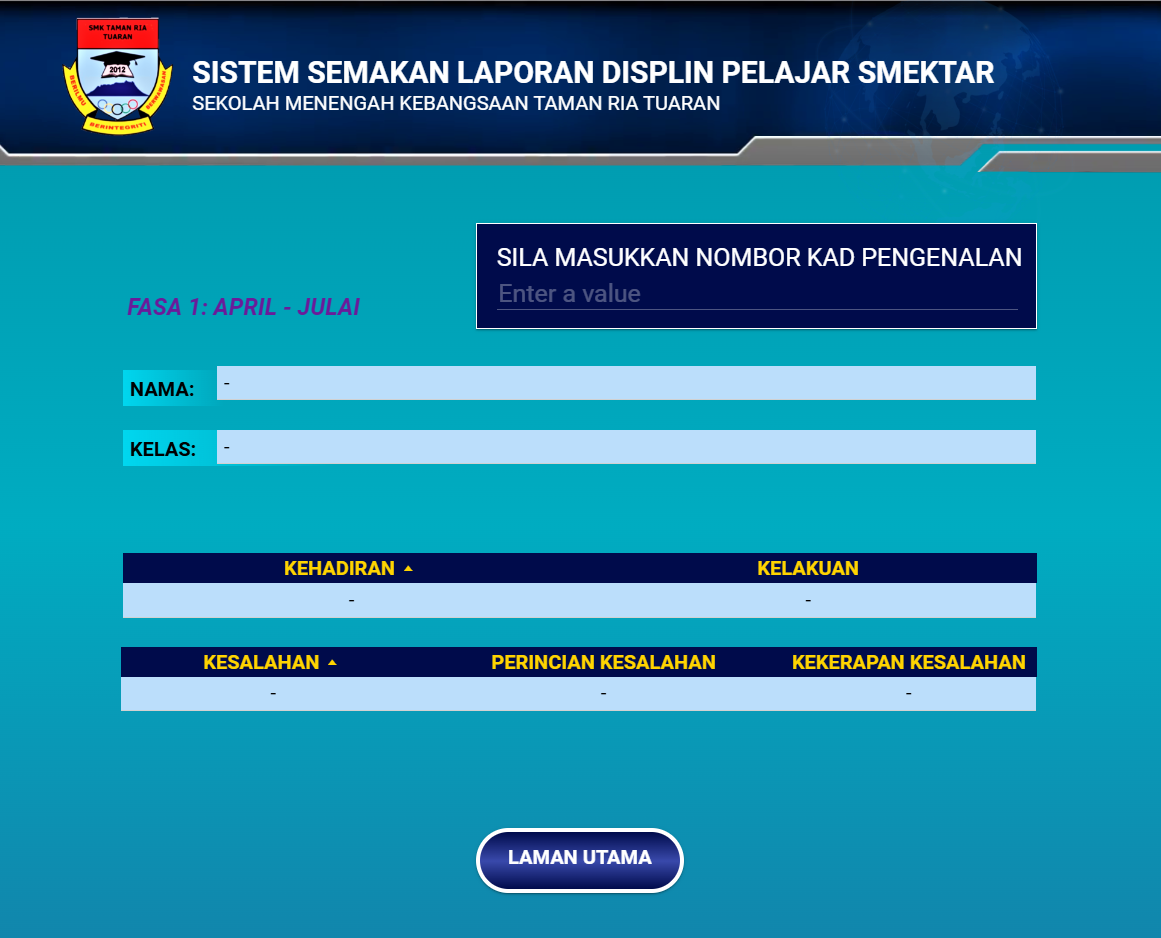 SMK TAMAN RIA
TUARAN
2012
BERILMU
BERWAWASAN
BERINTEGRITI
SISTEM SEMAKAN LAPORAN DISPLIN PELAJAR SMEKTAR
SEKOLAH MENENGAH KEBANGSAAN TAMAN RIA TUARAN
SILA MASUKKAN NOMBOR KAD PENGENALAN
Enter a value
FASA 1: APRIL - JULAI
NAMA: -
KELAS: -
KEHADIRAN KELAKUAN
- -
KESALAHAN PERINCIAN KESALAHAN KEKERAPAN KESALAHAN
- - -
LAMAN UTAMA